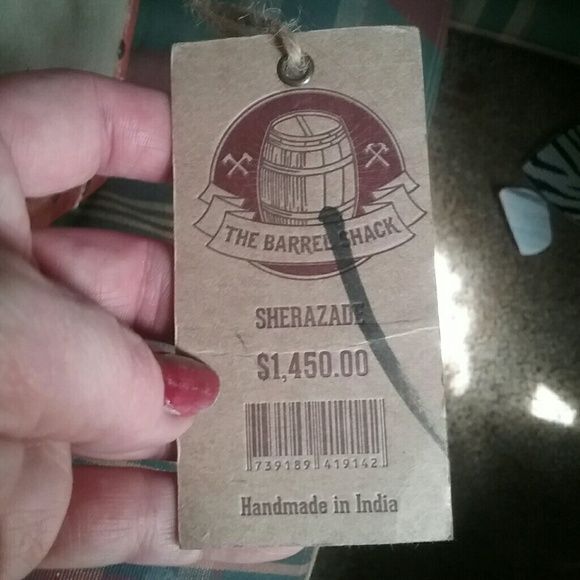 THE BARREL SHACK
SHERAZADE
$1,450.00
739189 419142
Handmade in India